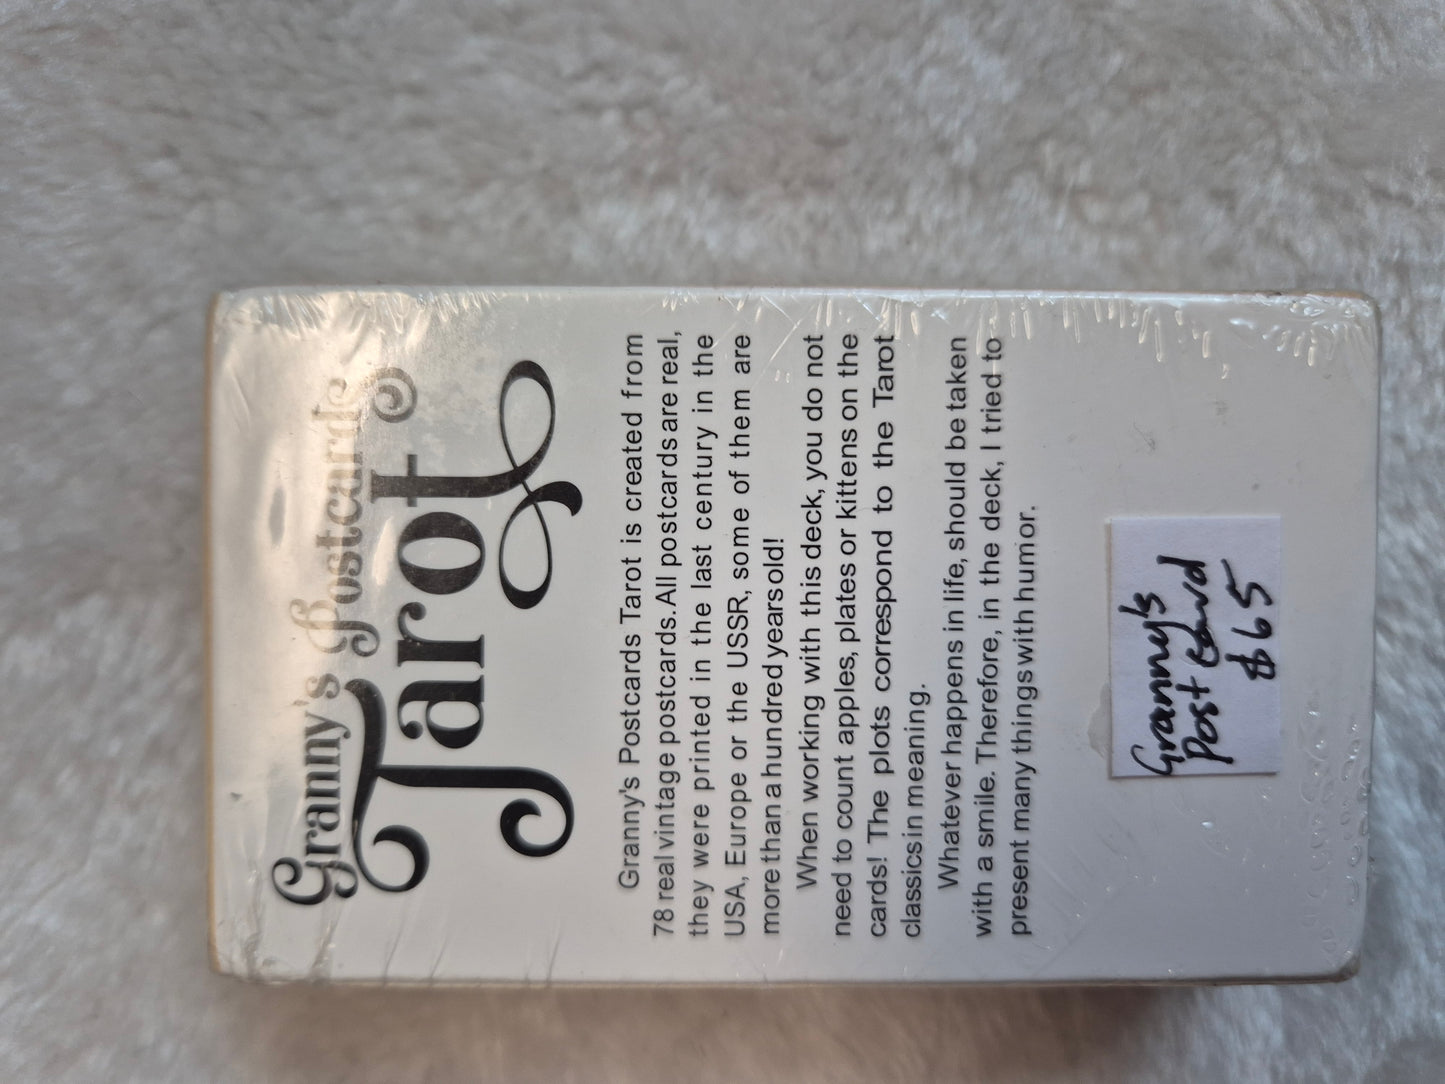 Granny's Postcards
Tarot
Granny's Postcards Tarot is created from
78 real vintage postcards. All postcards are real,
they were printed in the last century in the
USA, Europe or the USSR, some of them are
more than a hundred years old!
When working with this deck, you do not
need to count apples, plates or kittens on the
cards! The plots correspond to the Tarot
classics in meaning.
Whatever happens in life, should be taken
with a smile. Therefore, in the deck, I tried to
present many things with humor.
Granny's
Post Card
$65